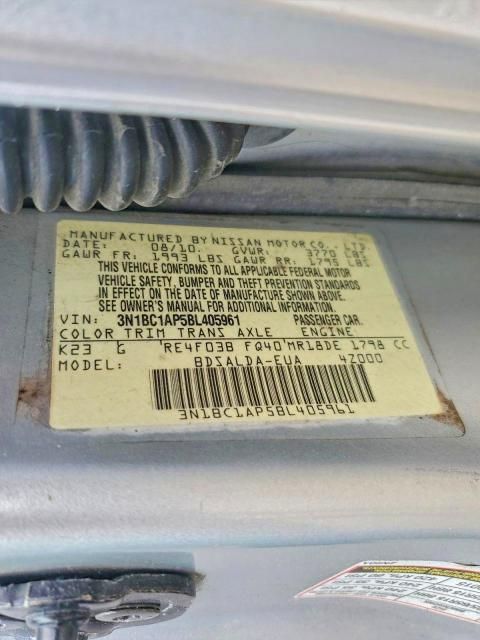 MANUFACTURED BY NISSAN MOTOR CO., LTD.
DATE: 08/10. GVWR: 3770 LBS
GAWR FR: 1993 LBS GAWR RR: 1795 LBS
THIS VEHICLE CONFORMS TO ALL APPLICABLE FEDERAL MOTOR
VEHICLE SAFETY, BUMPER AND THEFT PREVENTION STANDARDS
IN EFFECT ON THE DATE OF MANUFACTURE SHOWN ABOVE.
SEE OWNER'S MANUAL FOR ADDITIONAL INFORMATION.
VIN: 3N1BC1AP5BL405961 PASSENGER CAR.
COLOR TRIM TRANS AXLE ENGINE
K23 G RE4F03B FQ40 MR18DE 1798 CC
MODEL: BDSALDA-EUA 4Z000
3N1BC1AP5BL405961